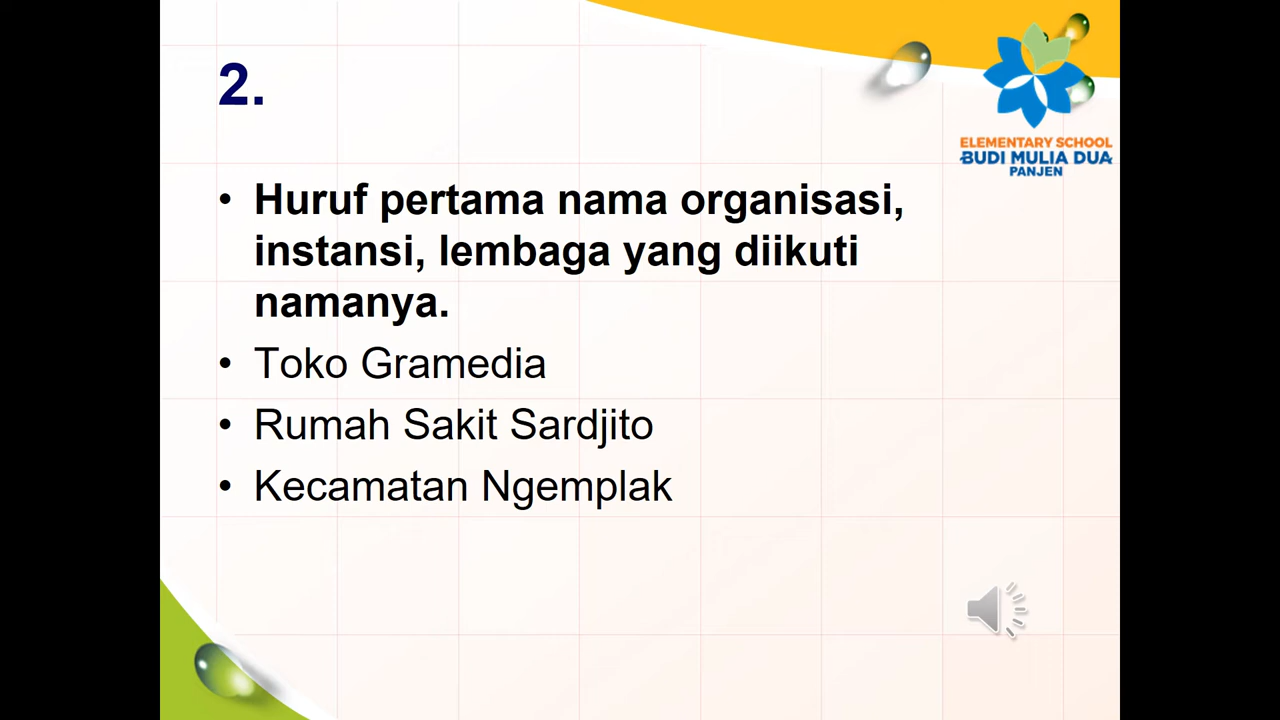 2.
ELEMENTARY SCHOOL
BUDI MULIA DUA
PANJEN
• Huruf pertama nama organisasi,
instansi, lembaga yang diikuti
namanya.
• Toko Gramedia
• Rumah Sakit Sardjito
• Kecamatan Ngemplak